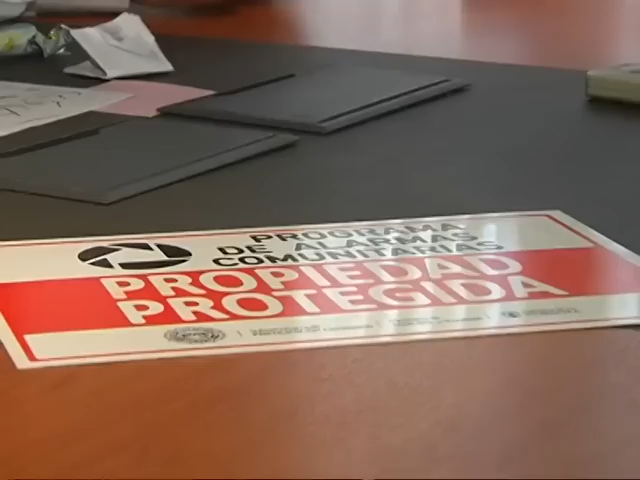 PROGRAMA
DE ALARMAS
COMUNITARIAS
PROPIEDAD
PROTEGIDA